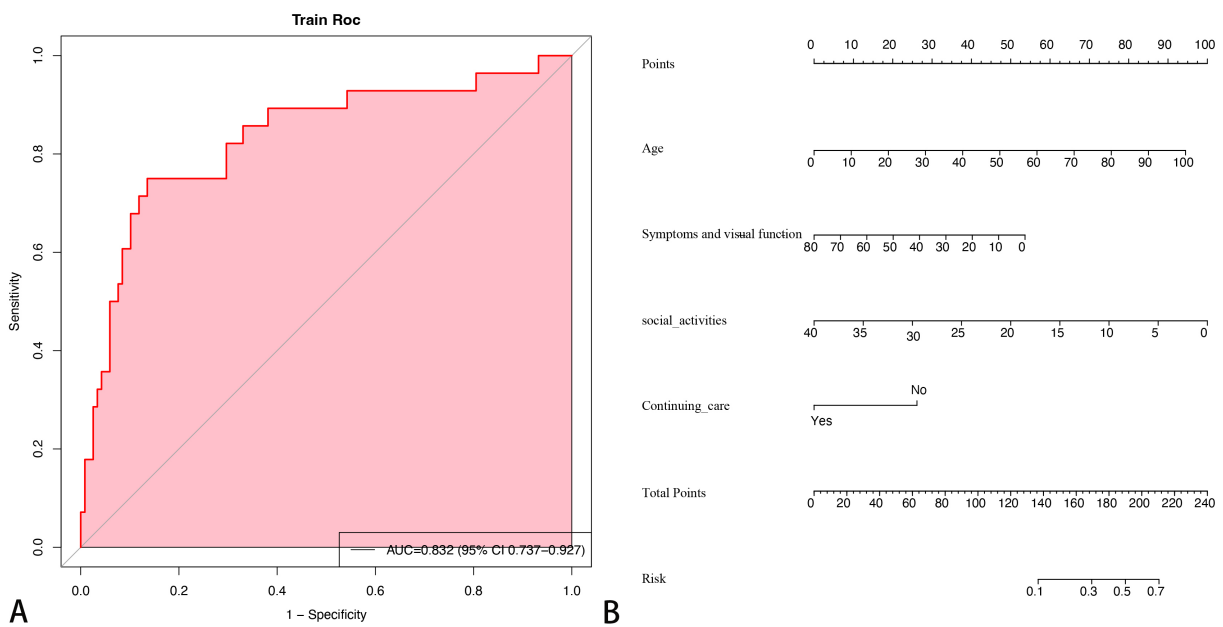 Train Roc
Sensitivity
1.0
0.8
0.6
0.4
0.2
0.0
AUC=0.832 (95% CI 0.737–0.927)
0.0 0.2 0.4 0.6 0.8 1.0
1 – Specificity
A
0 10 20 30 40 50 60 70 80 90 100
Points
Age
0 10 20 30 40 50 60 70 80 90 100
Symptoms and visual function
80 70 60 50 40 30 20 10 0
social_activities
40 35 30 25 20 15 10 5 0
No
Continuing_care
Yes
Total Points
0 20 40 60 80 100 120 140 160 180 200 220 240
Risk
0.1 0.3 0.5 0.7
B